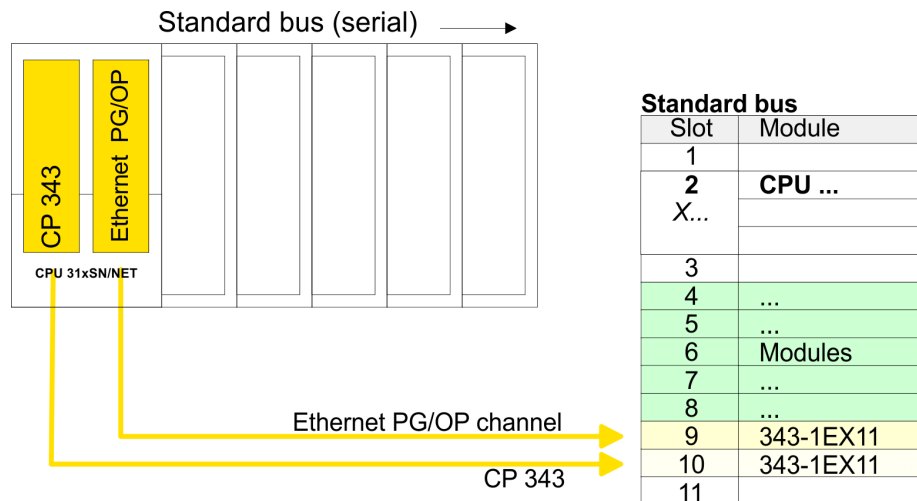 Standard bus (serial)
CP 343
Ethernet PG/OP
CPU 31xSN/NET
Ethernet PG/OP channel
CP 343
Standard bus
Slot Module
1
2 CPU ...
X...
3
4 ...
5 ...
6 Modules
7 ...
8 ...
9 343-1EX11
10 343-1EX11
11